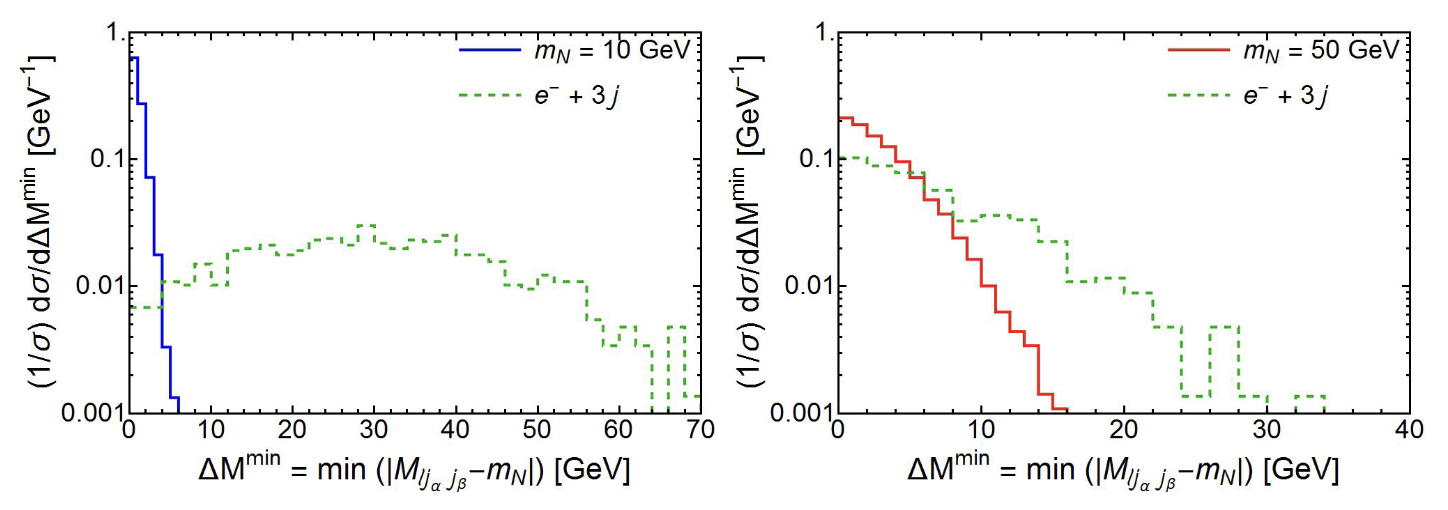 (1/σ) dσ/dΔM^min [GeV⁻¹]
1.
0.1
0.01
0.001
m_N = 10 GeV
e⁻ + 3 j
0 10 20 30 40 50 60 70
ΔM^min = min (|M_{lj_α j_β}−m_N|) [GeV]
(1/σ) dσ/dΔM^min [GeV⁻¹]
1.
0.1
0.01
0.001
m_N = 50 GeV
e⁻ + 3 j
0 10 20 30 40
ΔM^min = min (|M_{lj_α j_β}−m_N|) [GeV]